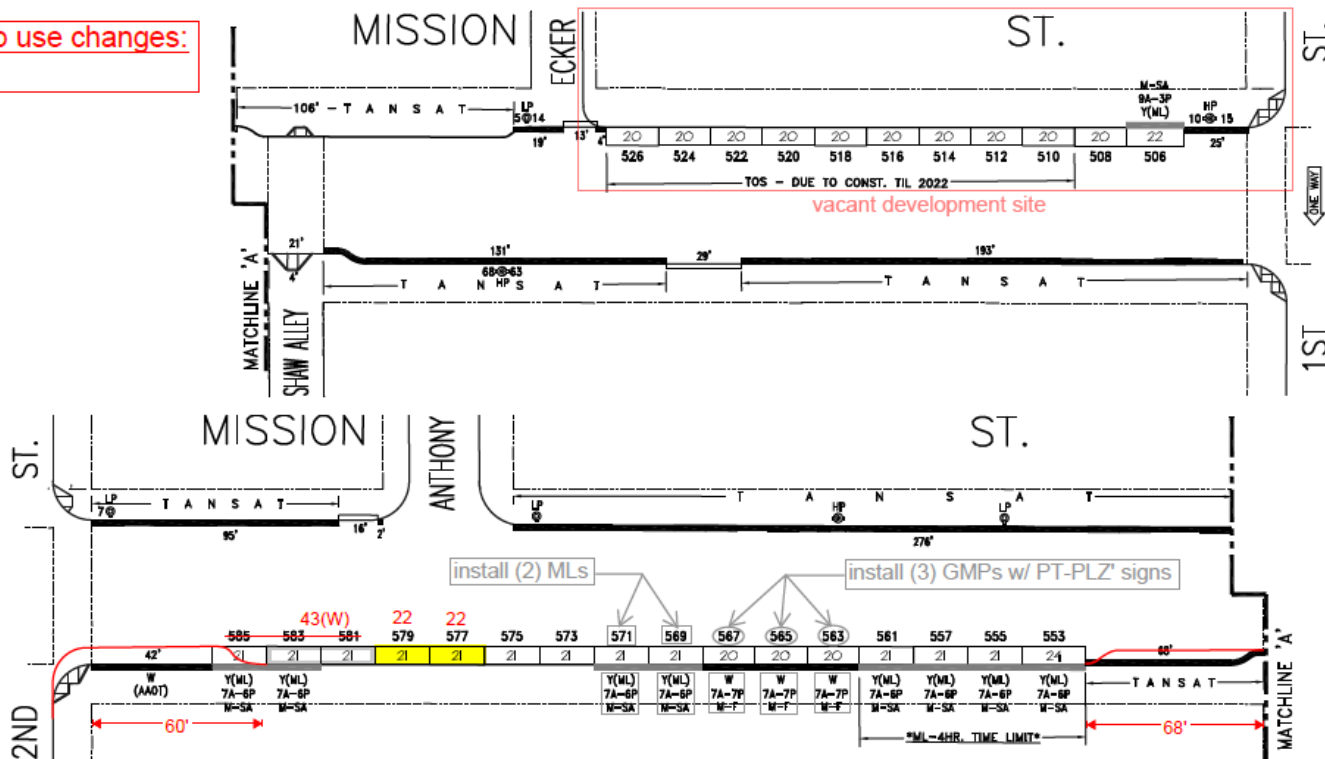 o use changes:
MISSION
ECKER
ST.
ST.
106' - T A N S A T
LP
5 14
19'
13'
4'
20 20 20 20 20 20 20 20 20 20 22
526 524 522 520 518 516 514 512 510 508 506
M-SA
9A-3P
Y(ML)
HP
10 15
25'
TOS - DUE TO CONST. TIL 2022
vacant development site
ONE WAY
21'
4'
131'
68 63
HP
29'
193'
T A N S A T
T A N S A T
MATCHLINE 'A'
SHAW ALLEY
1ST
ST.
MISSION
ANTHONY
ST.
LP
7
T A N S A T
95'
16'
2'
T A N S A T
LP
HP
LP
276'
install (2) MLs
install (3) GMPs w/ PT-PLZ' signs
43(W) 22 22
585 583 581 579 577 575 573 571 569 567 565 563 561 557 555 553
42' 21 21 21 21 21 21 21 21 21 20 20 20 21 21 21 24 68'
W
(AAOT)
Y(ML)
7A-6P
M-SA
Y(ML)
7A-6P
M-SA
Y(ML)
7A-6P
M-SA
Y(ML)
7A-6P
M-SA
W
7A-7P
M-F
W
7A-7P
M-F
W
7A-7P
M-F
Y(ML)
7A-6P
M-SA
Y(ML)
7A-6P
M-SA
Y(ML)
7A-6P
M-SA
Y(ML)
7A-6P
M-SA
T A N S A T
60'
*ML-4HR. TIME LIMIT*
68'
2ND
MATCHLINE 'A'